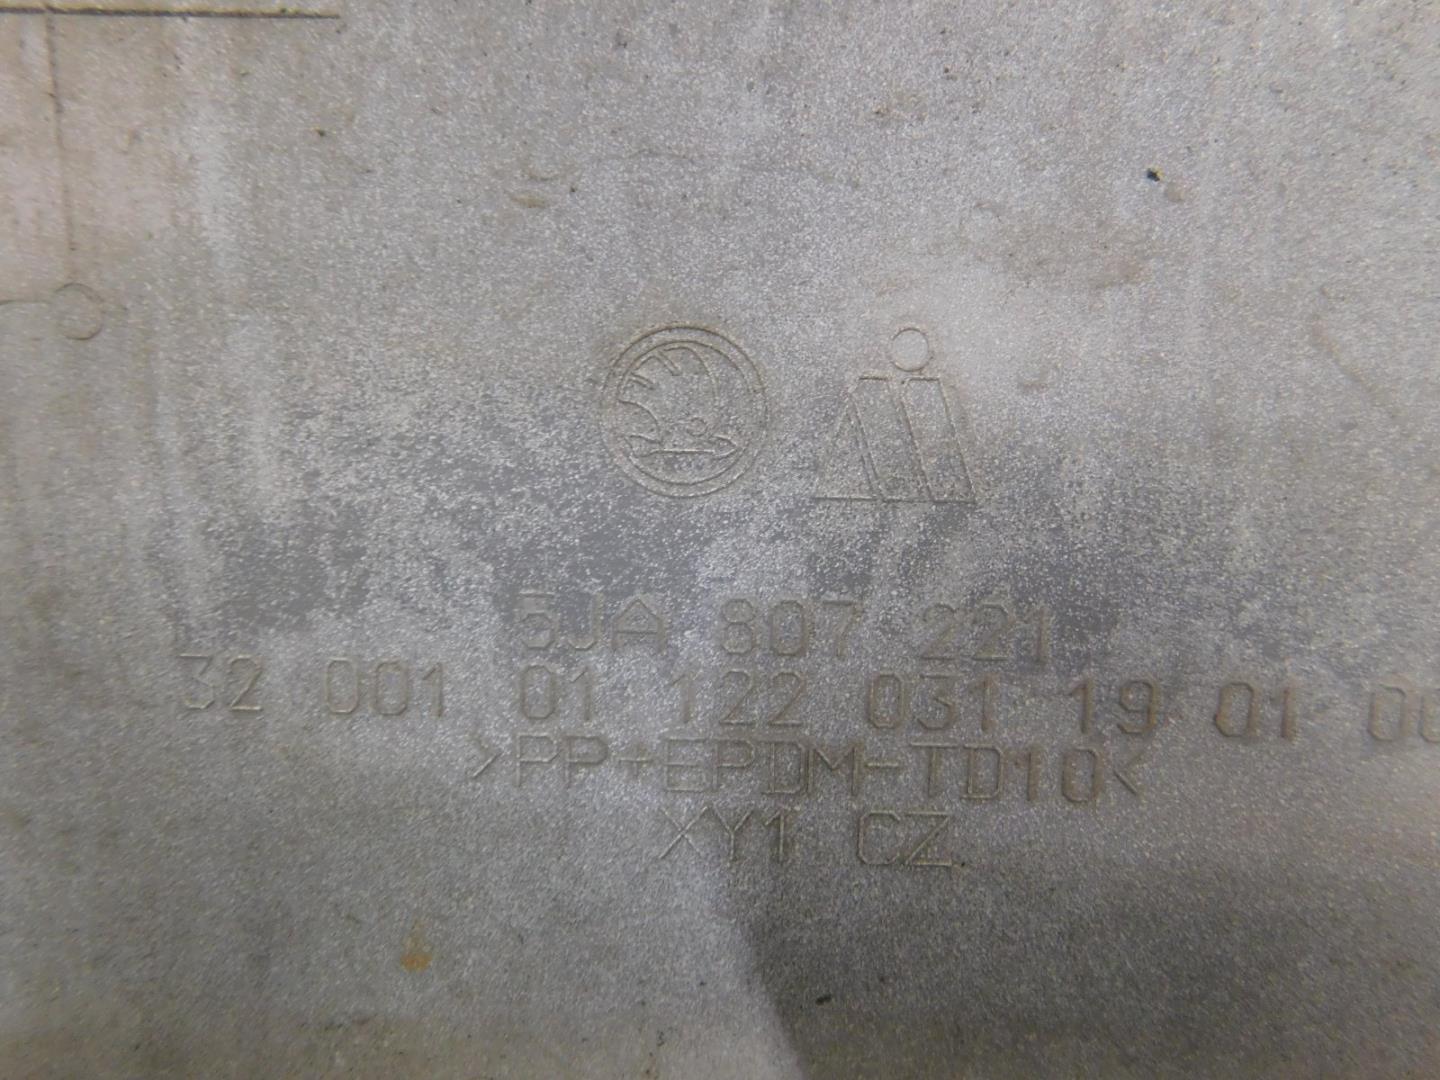 5JA 807 221
32 001 01 122 031 19 01 00
>PP+EPDM-TD10<
XY1 CZ